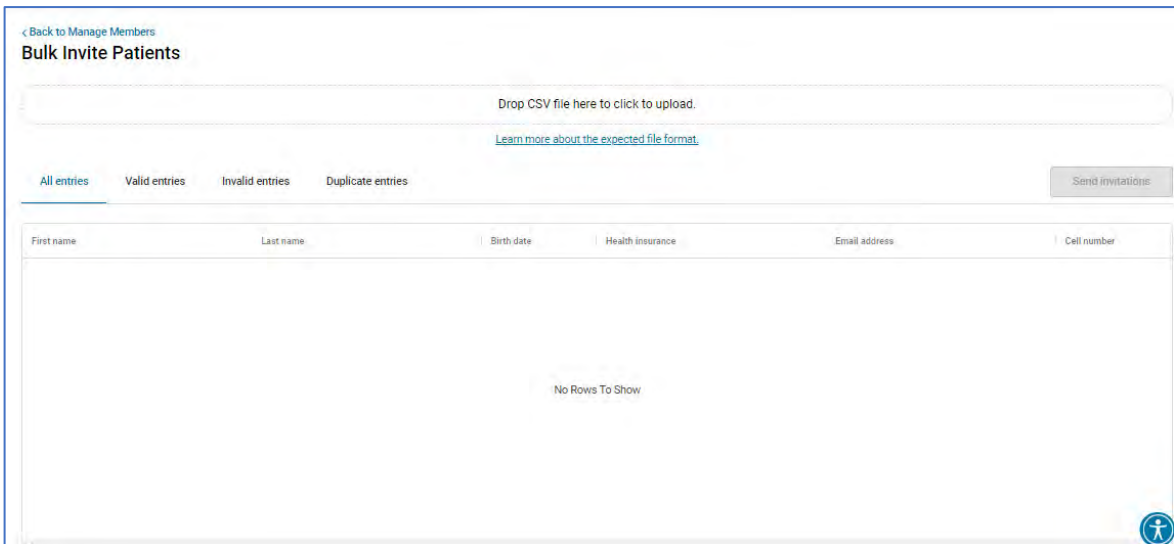 < Back to Manage Members
Bulk Invite Patients
Drop CSV file here to click to upload.
Learn more about the expected file format.
All entries Valid entries Invalid entries Duplicate entries Send invitations
First name Last name Birth date Health insurance Email address Cell number
No Rows To Show